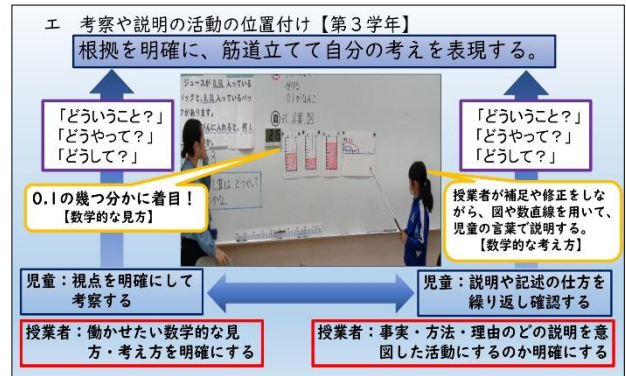 エ 考察や説明の活動の位置付け【第3学年】
根拠を明確に、筋道立てて自分の考えを表現する。
「どういうこと?」
「どうやって?」
「どうして?」
「どういうこと?」
「どうやって?」
「どうして?」
ジュースが
入っている
0.1の幾つ分かに着目!
【数学的な見方】
授業者が補足や修正をしな
がら、図や数直線を用いて、
児童の言葉で説明する。
【数学的な考え方】
児童:視点を明確にして
考察する
児童:説明や記述の仕方を
繰り返し確認する
授業者:働かせたい数学的な見
方・考え方を明確にする
授業者:事実・方法・理由のどの説明を意
図した活動にするのか明確にする